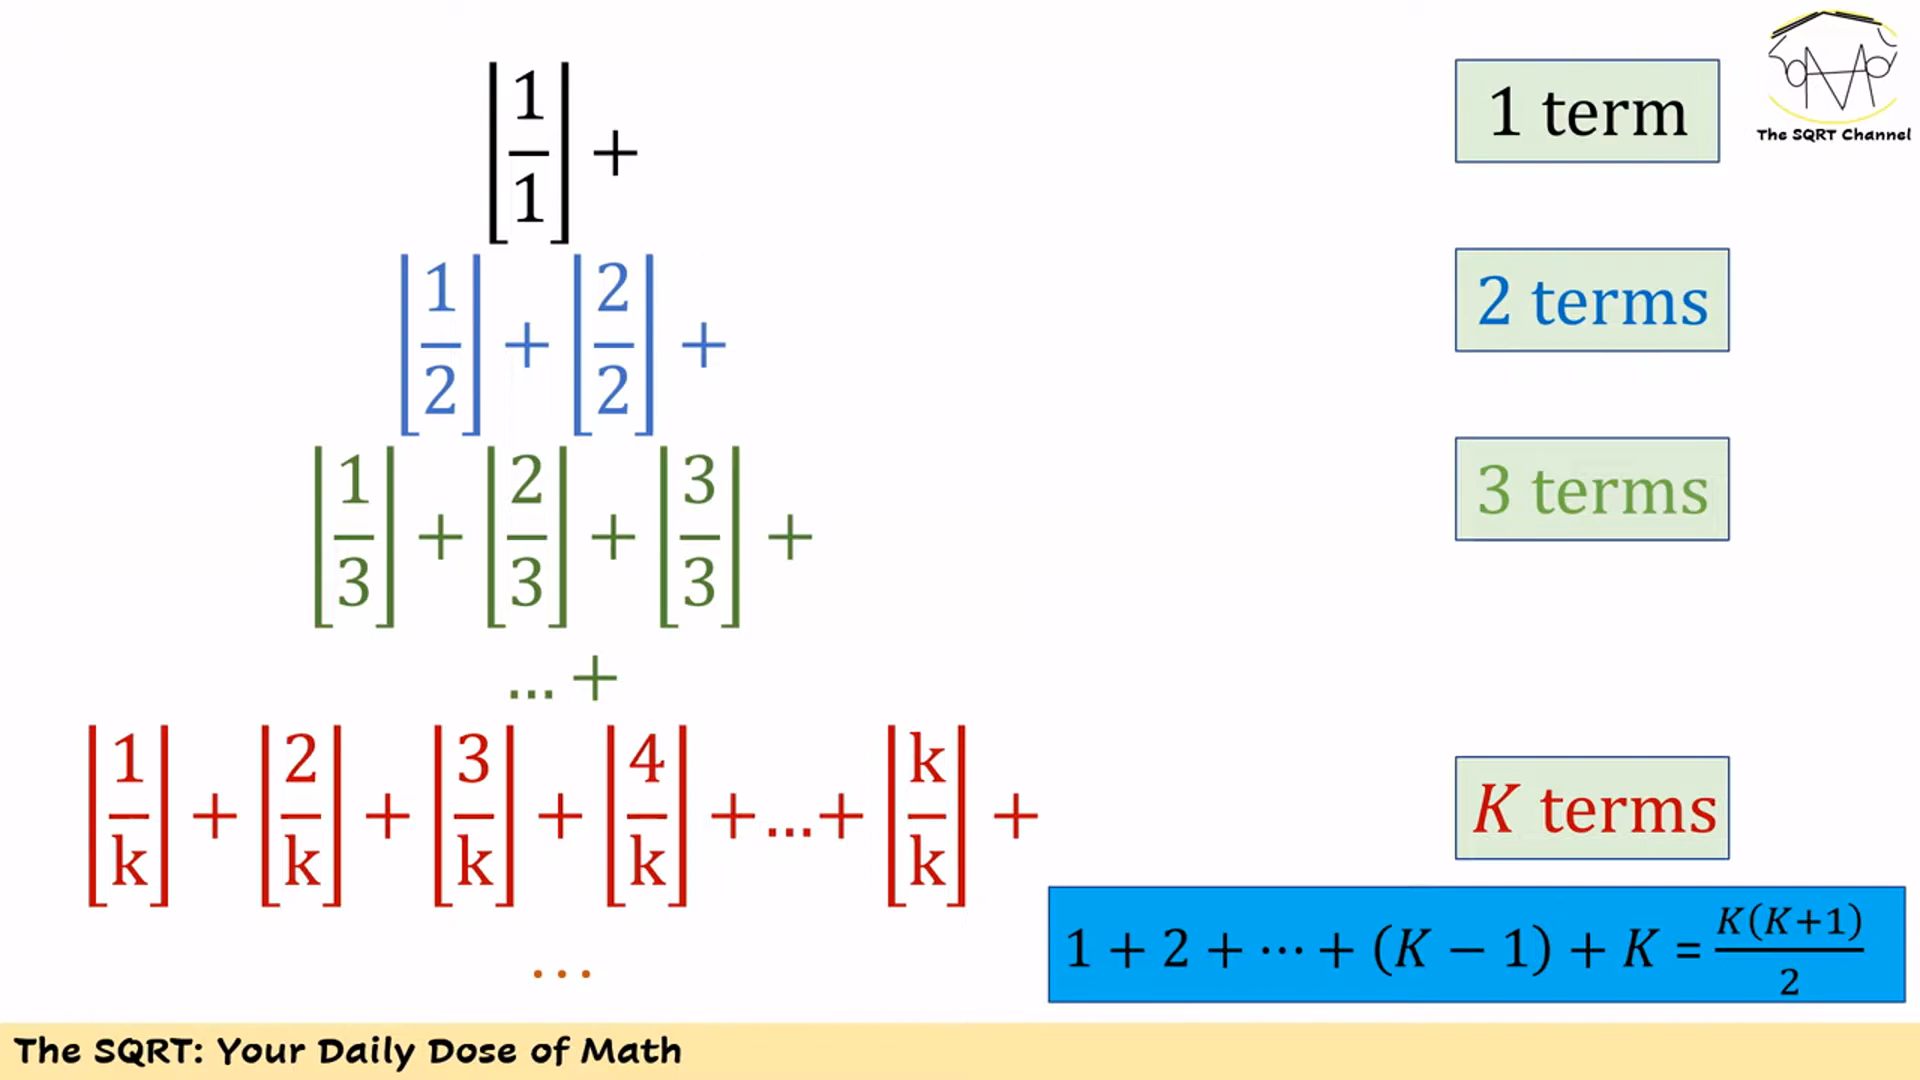 ⌊1/1⌋ + 1 term
The SQRT Channel
⌊1/2⌋ + ⌊2/2⌋ + 2 terms
⌊1/3⌋ + ⌊2/3⌋ + ⌊3/3⌋ + 3 terms
... +
⌊1/k⌋ + ⌊2/k⌋ + ⌊3/k⌋ + ⌊4/k⌋ + ... + ⌊k/k⌋ + K terms
1 + 2 + ⋯ + (K − 1) + K = K(K+1)/2
...
The SQRT: Your Daily Dose of Math